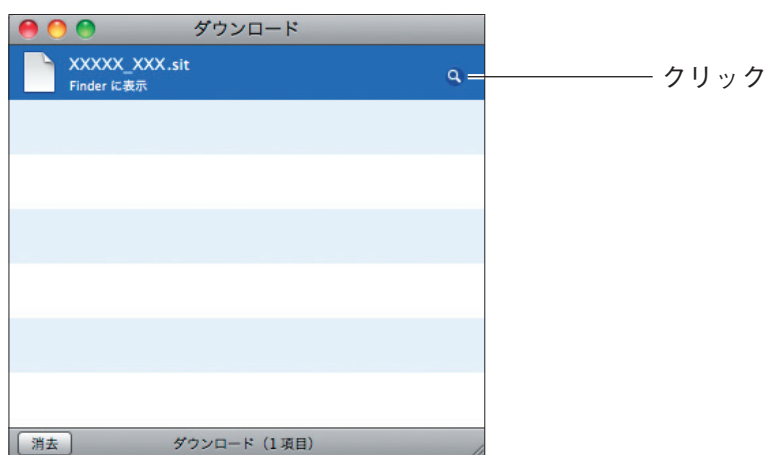 ダウンロード
XXXXX_XXX.sit
Finder に表示
クリック
消去
ダウンロード（1 項目）